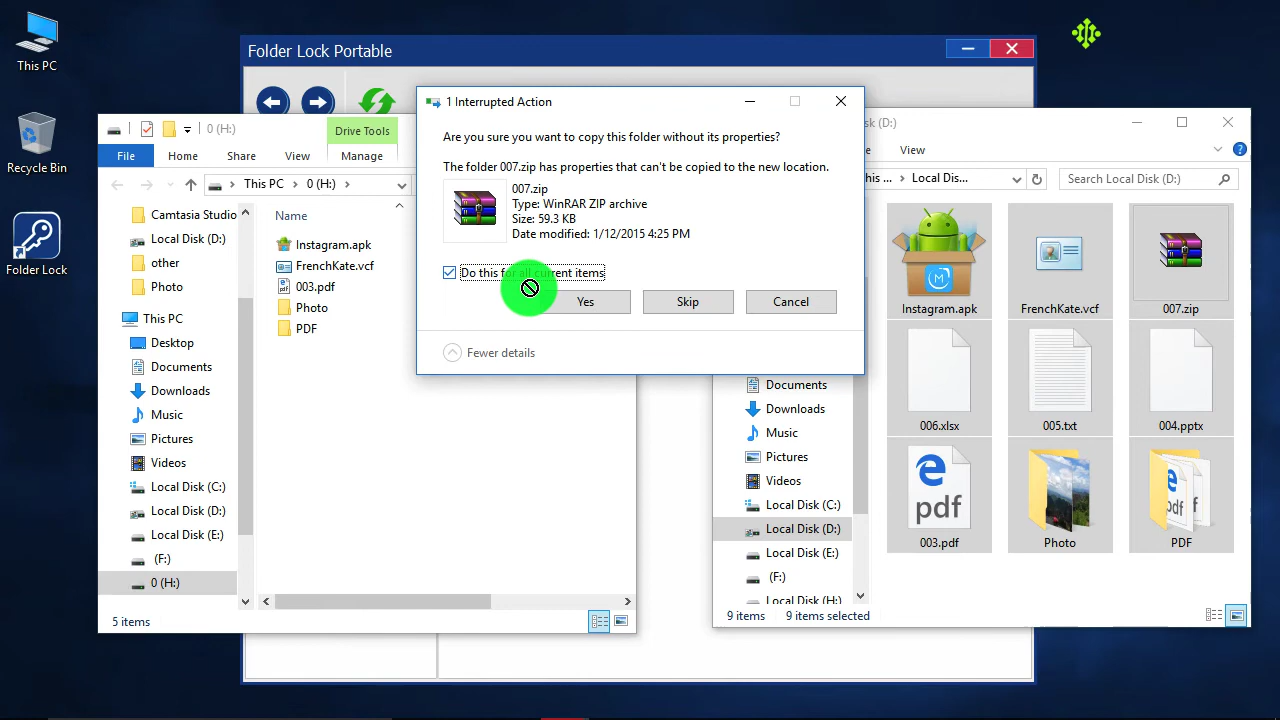 This PC
Recycle Bin
Folder Lock
Folder Lock Portable
0 (H:)
Drive Tools
File
Home
Share
View
Manage
This PC
0 (H:)
Camtasia Studio
Local Disk (D:)
other
Photo
This PC
Desktop
Documents
Downloads
Music
Pictures
Videos
Local Disk (C:)
Local Disk (D:)
Local Disk (E:)
(F:)
0 (H:)
Name
Instagram.apk
FrenchKate.vcf
003.pdf
Photo
PDF
5 items
1 Interrupted Action
Are you sure you want to copy this folder without its properties?
The folder 007.zip has properties that can't be copied to the new location.
007.zip
Type: WinRAR ZIP archive
Size: 59.3 KB
Date modified: 1/12/2015 4:25 PM
Do this for all current items
Yes
Skip
Cancel
Fewer details
(D:)
View
Local Dis...
Search Local Disk (D:)
Documents
Downloads
Music
Pictures
Videos
Local Disk (C:)
Local Disk (D:)
Local Disk (E:)
(F:)
Local Disk (H:)
Instagram.apk
FrenchKate.vcf
007.zip
006.xlsx
005.txt
004.pptx
pdf
003.pdf
Photo
pdf
PDF
9 items
9 items selected